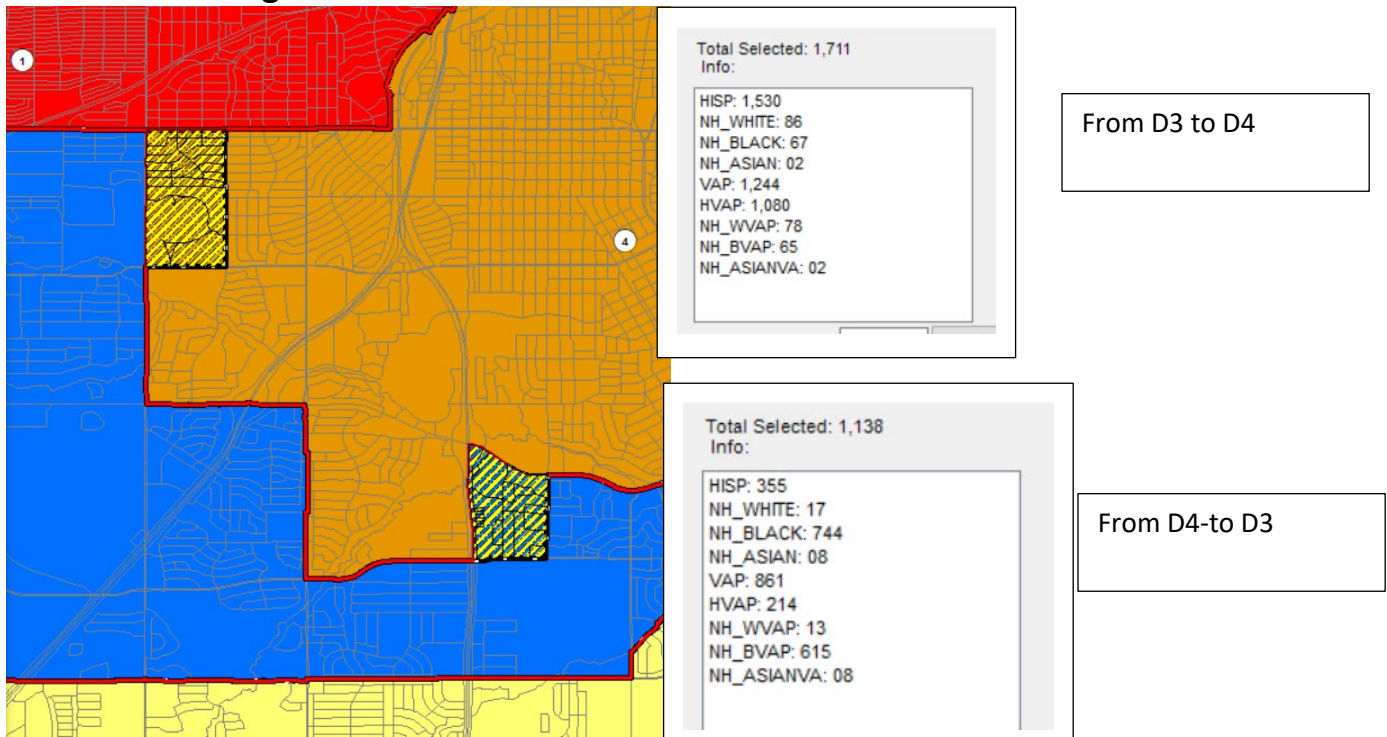 1
4
Total Selected: 1,711
Info:
HISP: 1,530
NH_WHITE: 86
NH_BLACK: 67
NH_ASIAN: 02
VAP: 1,244
HVAP: 1,080
NH_WVAP: 78
NH_BVAP: 65
NH_ASIANVA: 02
From D3 to D4
Total Selected: 1,138
Info:
HISP: 355
NH_WHITE: 17
NH_BLACK: 744
NH_ASIAN: 08
VAP: 861
HVAP: 214
NH_WVAP: 13
NH_BVAP: 615
NH_ASIANVA: 08
From D4-to D3